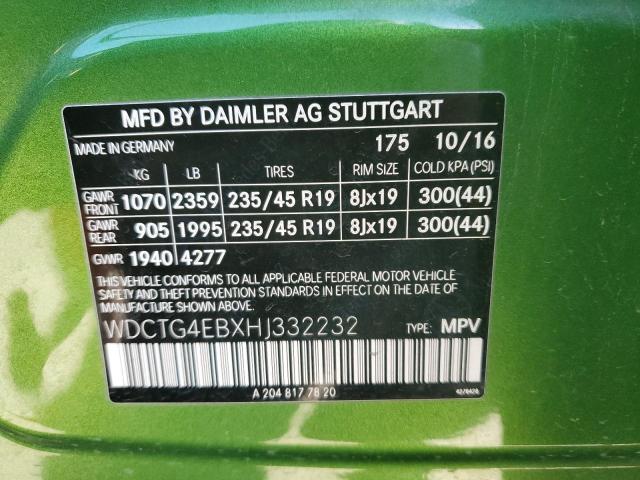 MFD BY DAIMLER AG STUTTGART
MADE IN GERMANY 175 10/16
KG LB TIRES RIM SIZE COLD KPA (PSI)
GAWR FRONT 1070 2359 235/45 R19 8Jx19 300(44)
GAWR REAR 905 1995 235/45 R19 8Jx19 300(44)
GVWR 1940 4277
THIS VEHICLE CONFORMS TO ALL APPLICABLE FEDERAL MOTOR VEHICLE
SAFETY AND THEFT PREVENTION STANDARDS IN EFFECT ON THE DATE OF
MANUFACTURE SHOWN ABOVE.
WDCTG4EBXHJ332232 TYPE: MPV
A 204 817 78 20